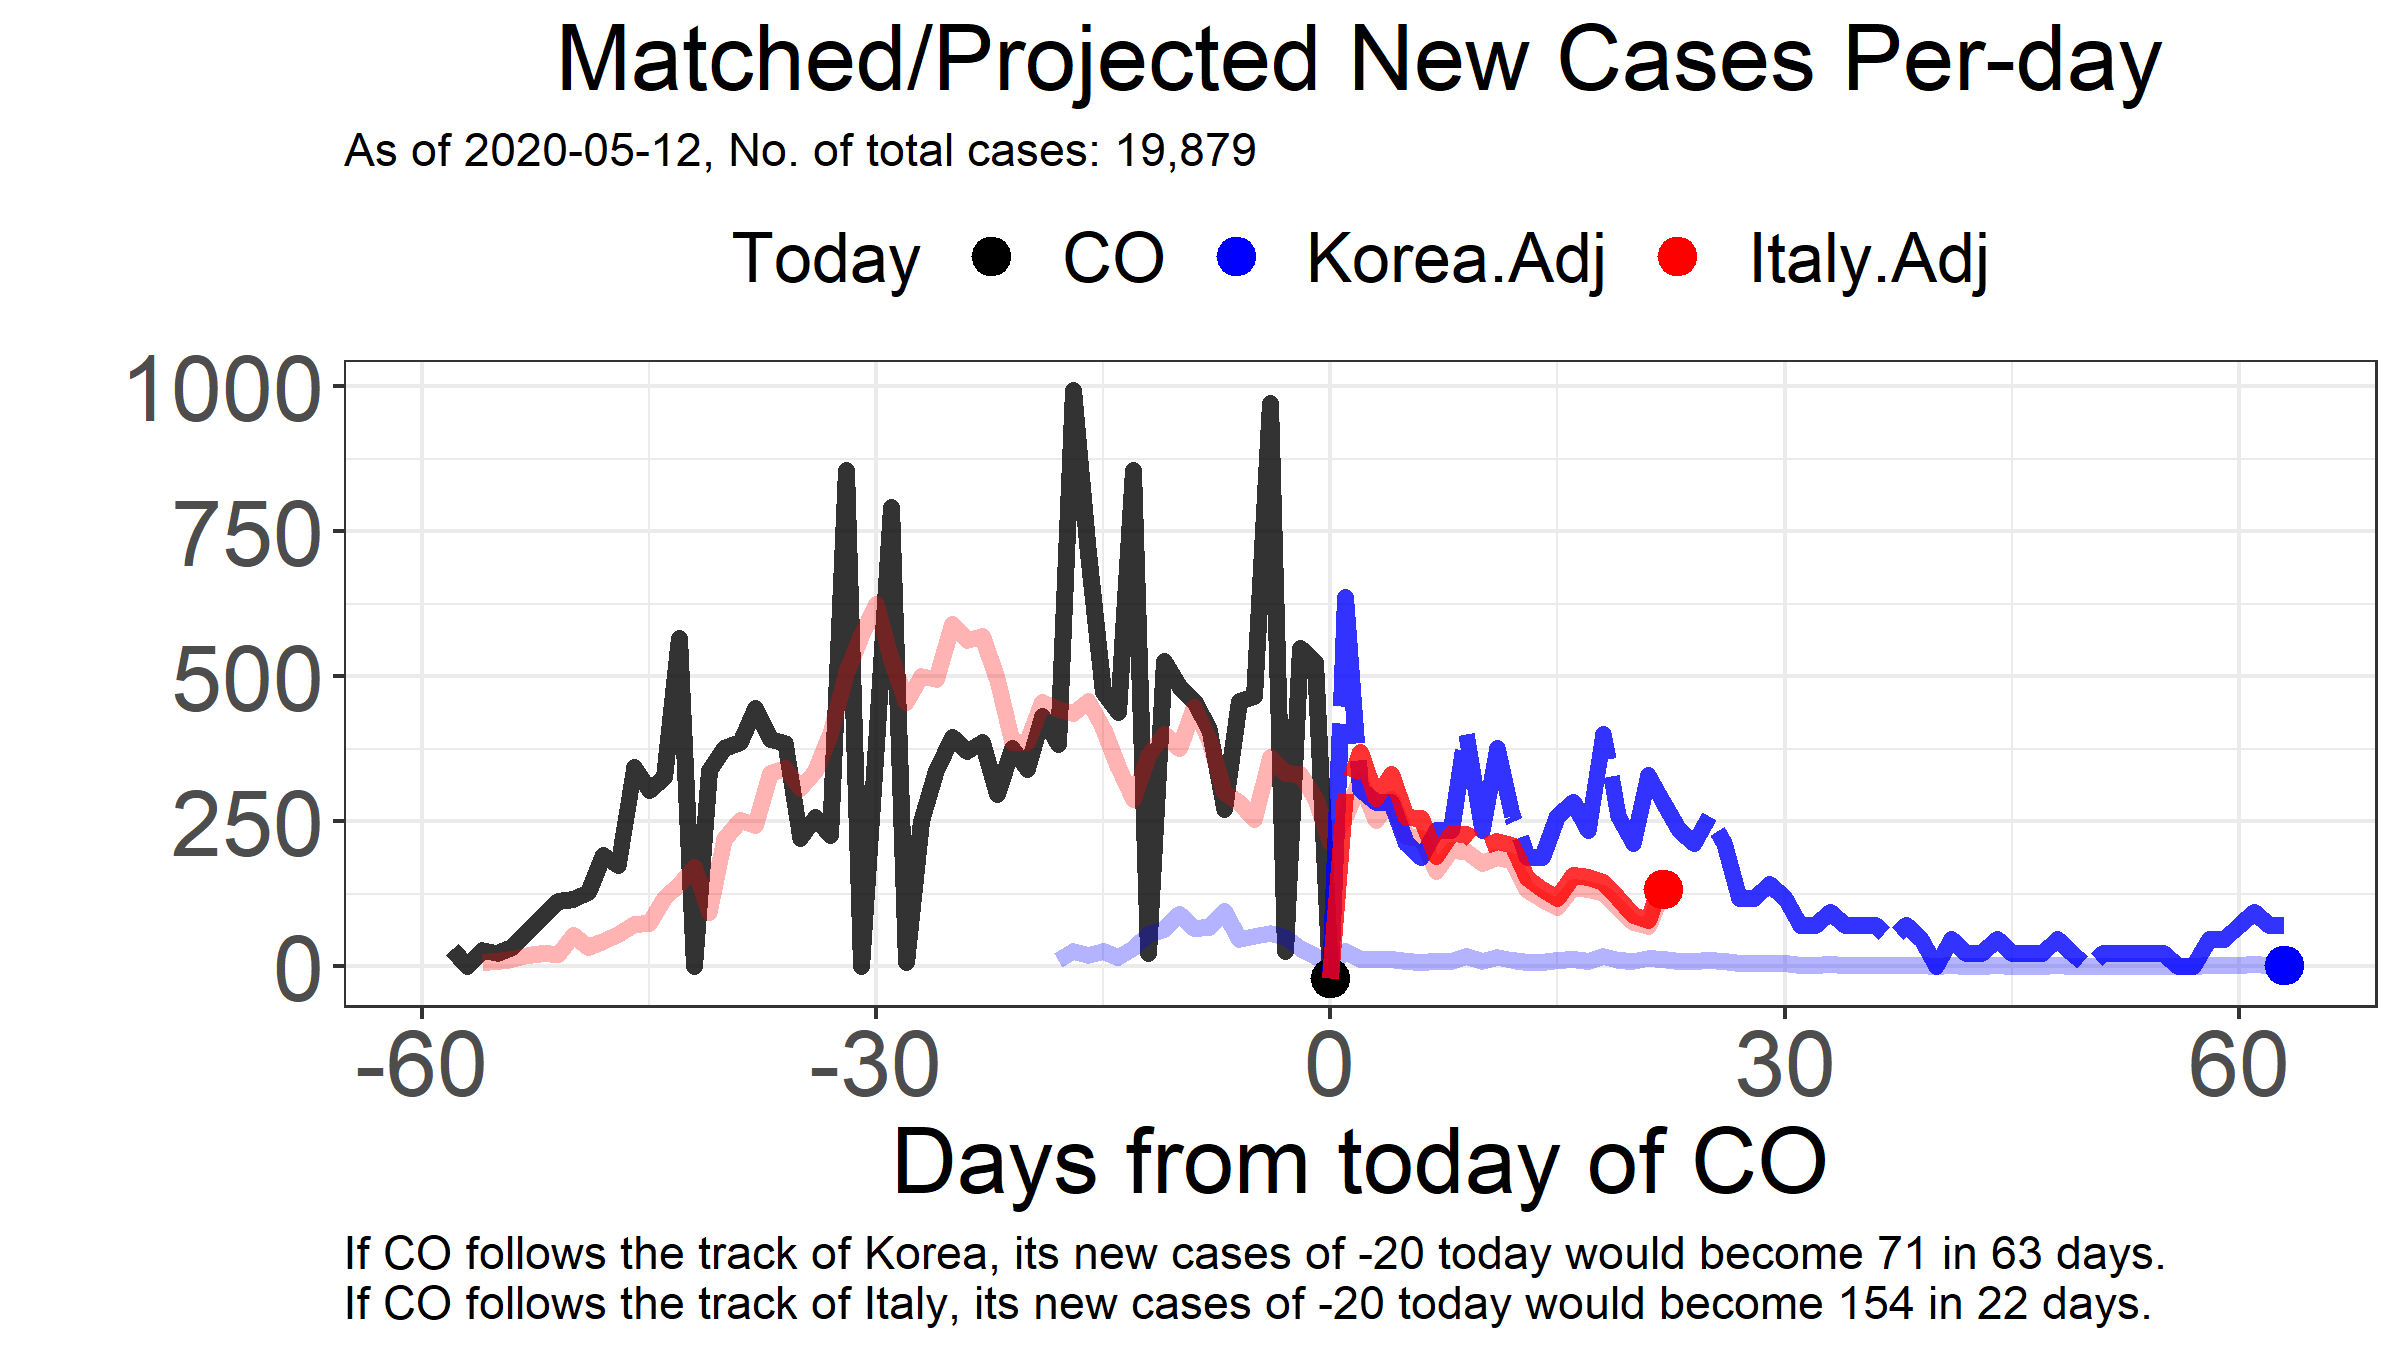 Matched/Projected New Cases Per-day
As of 2020-05-12, No. of total cases: 19,879
Today CO Korea.Adj Italy.Adj
1000
750
500
250
0
-60 -30 0 30 60
Days from today of CO
If CO follows the track of Korea, its new cases of -20 today would become 71 in 63 days.
If CO follows the track of Italy, its new cases of -20 today would become 154 in 22 days.